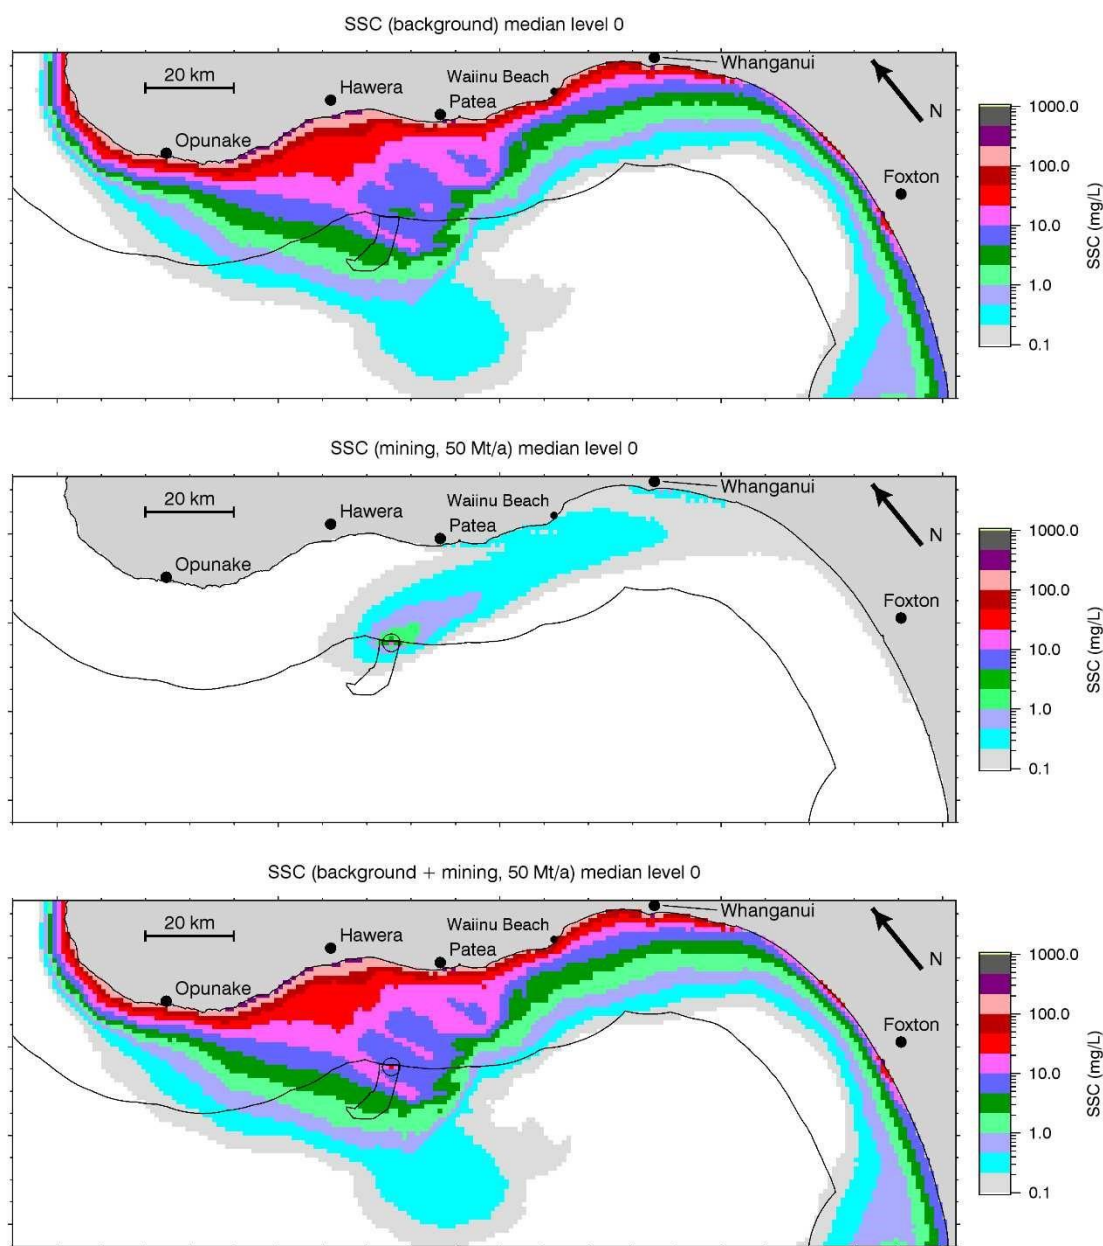 SSC (background) median level 0
20 km
Hawera
Waiinu Beach
Patea
Whanganui
Opunake
Foxton
N
1000.0
100.0
10.0
1.0
0.1
SSC (mg/L)
SSC (mining, 50 Mt/a) median level 0
20 km
Hawera
Waiinu Beach
Patea
Whanganui
Opunake
Foxton
N
1000.0
100.0
10.0
1.0
0.1
SSC (mg/L)
SSC (background + mining, 50 Mt/a) median level 0
20 km
Hawera
Waiinu Beach
Patea
Whanganui
Opunake
Foxton
N
1000.0
100.0
10.0
1.0
0.1
SSC (mg/L)